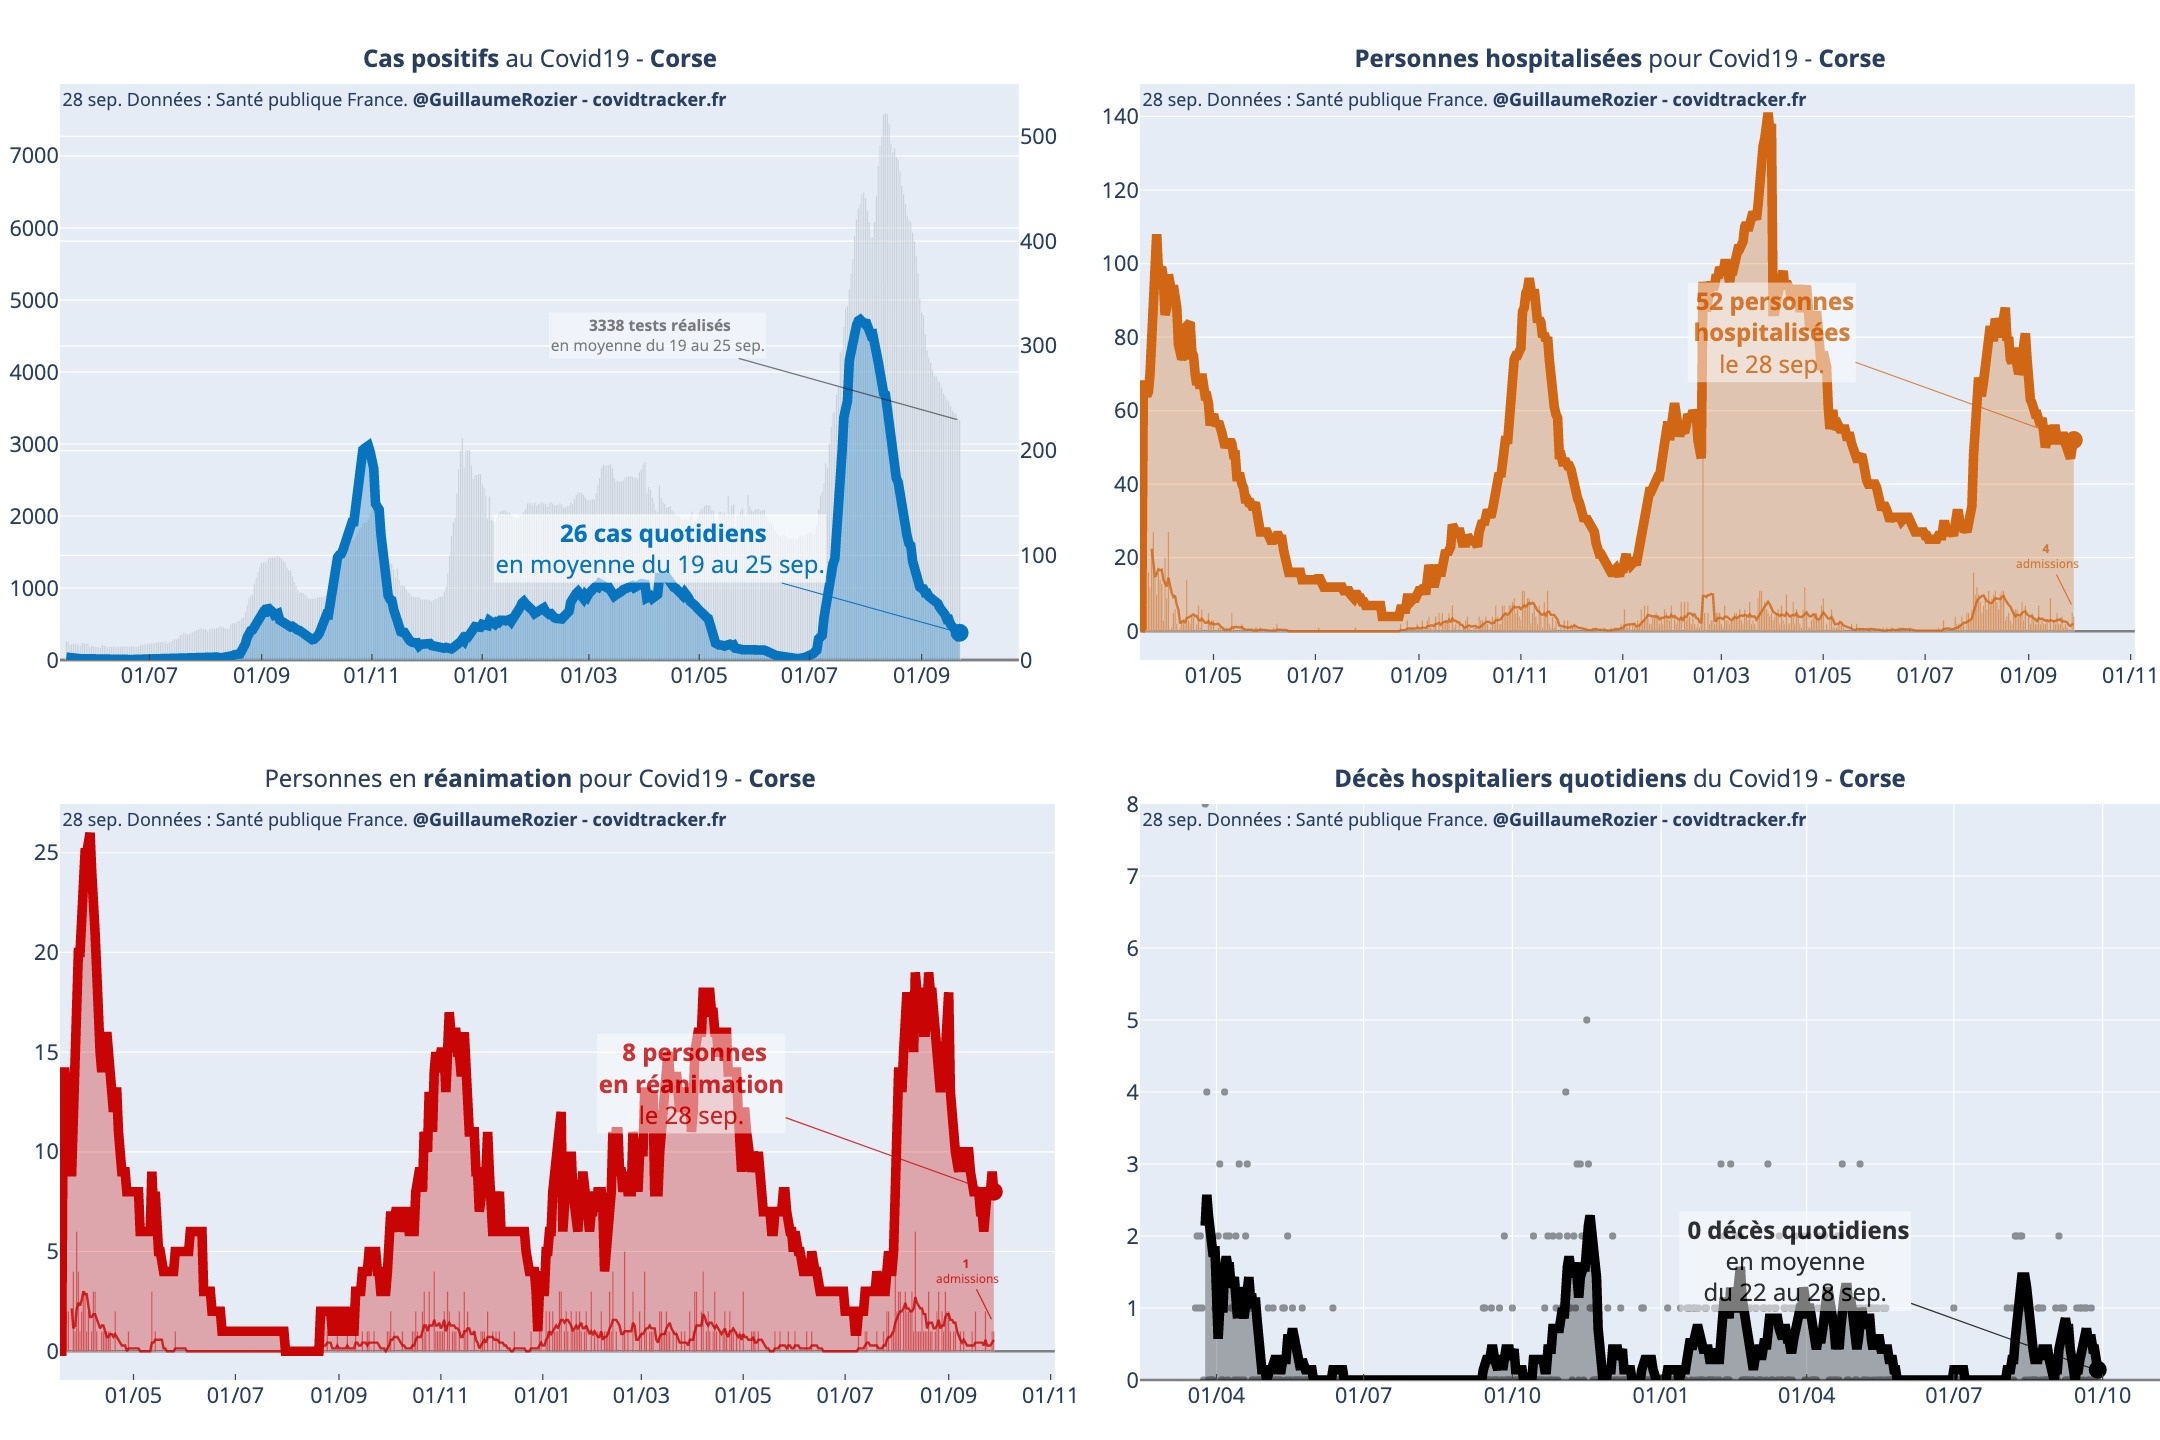 Cas positifs au Covid19 - Corse
28 sep. Données : Santé publique France. @GuillaumeRozier - covidtracker.fr
7000
6000
5000
4000
3000
2000
1000
0
500
400
300
200
100
0
3338 tests réalisés
en moyenne du 19 au 25 sep.
26 cas quotidiens
en moyenne du 19 au 25 sep.
01/07 01/09 01/11 01/01 01/03 01/05 01/07 01/09
Personnes hospitalisées pour Covid19 - Corse
28 sep. Données : Santé publique France. @GuillaumeRozier - covidtracker.fr
140
120
100
80
60
40
20
0
52 personnes
hospitalisées
le 28 sep.
4
admissions
01/05 01/07 01/09 01/11 01/01 01/03 01/05 01/07 01/09 01/11
Personnes en réanimation pour Covid19 - Corse
28 sep. Données : Santé publique France. @GuillaumeRozier - covidtracker.fr
25
20
15
10
5
0
8 personnes
en réanimation
le 28 sep.
1
admissions
01/05 01/07 01/09 01/11 01/01 01/03 01/05 01/07 01/09 01/11
Décès hospitaliers quotidiens du Covid19 - Corse
28 sep. Données : Santé publique France. @GuillaumeRozier - covidtracker.fr
8
7
6
5
4
3
2
1
0
0 décès quotidiens
en moyenne
du 22 au 28 sep.
01/04 01/07 01/10 01/01 01/04 01/07 01/10